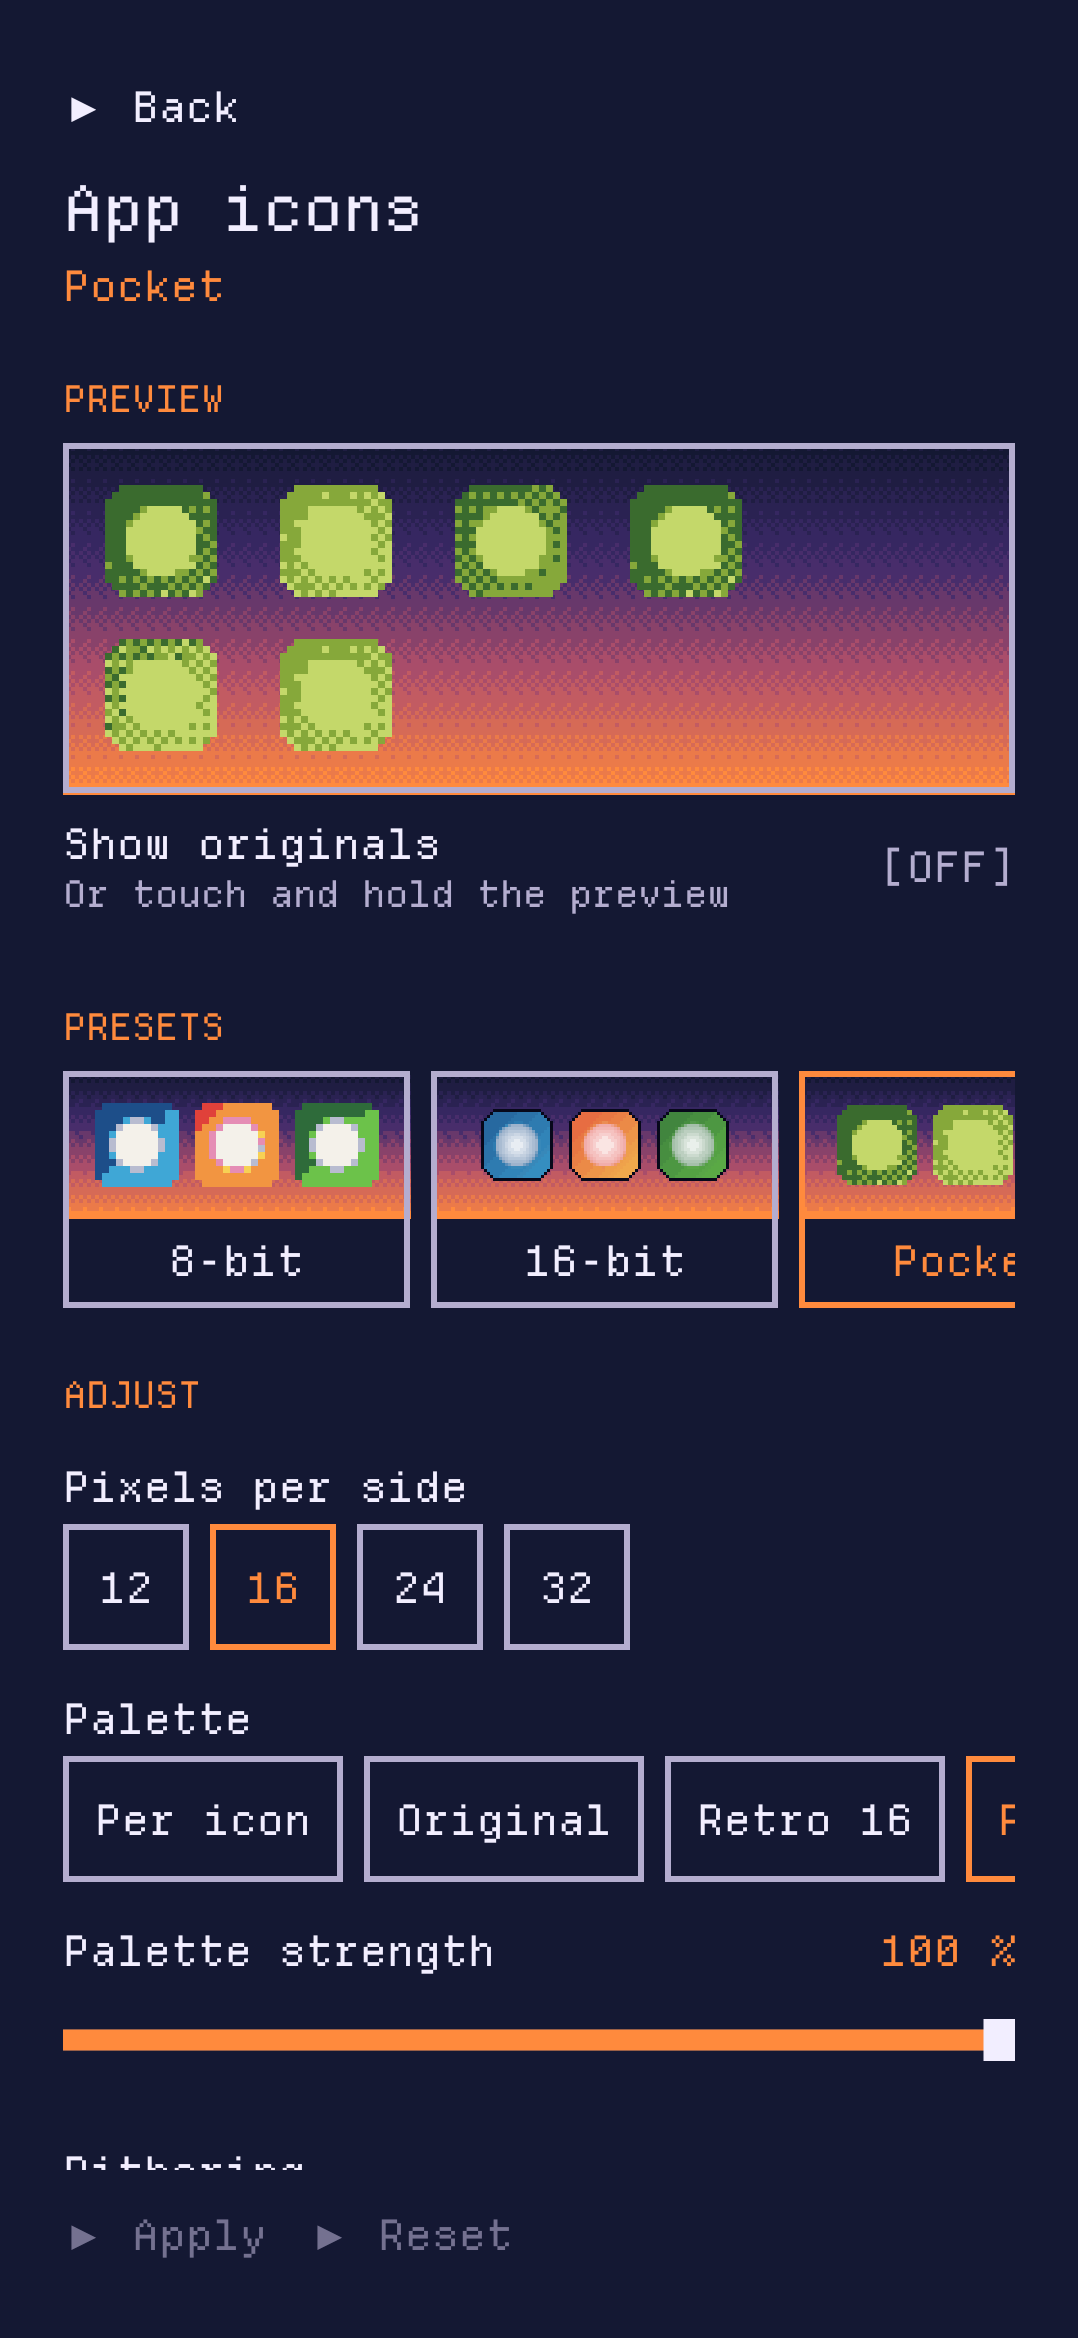 ► Back
App icons
Pocket
PREVIEW
Show originals
[OFF]
Or touch and hold the preview
PRESETS
8-bit
16-bit
Pocke
ADJUST
Pixels per side
12 16 24 32
Palette
Per icon Original Retro 16 P
Palette strength 100 %
Dithering
► Apply ► Reset